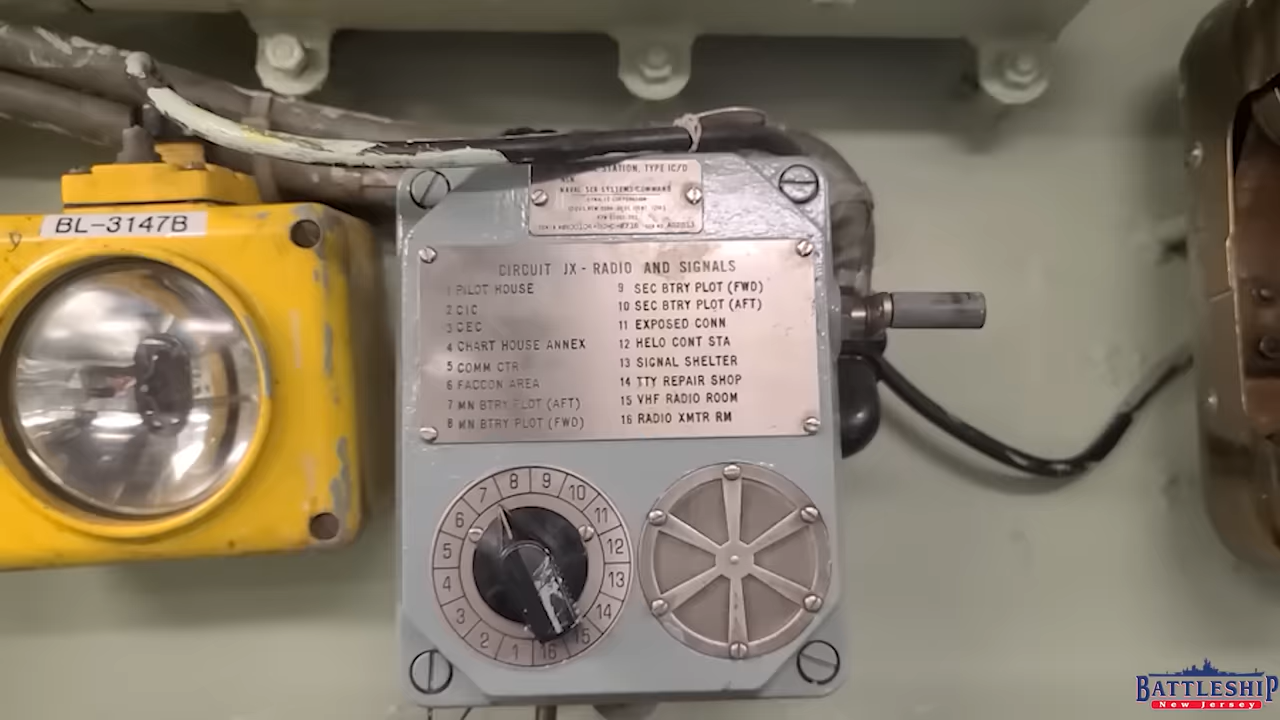 BL-3147B
STATION, TYPE IC/D
NAVAL SEA SYSTEMS COMMAND
CIRCUIT JX - RADIO AND SIGNALS
1 PILOT HOUSE
2 CIC
3 CEC
4 CHART HOUSE ANNEX
5 COMM CTR
6 FACCON AREA
7 MN BTRY PLOT (AFT)
8 MN BTRY PLOT (FWD)
9 SEC BTRY PLOT (FWD)
10 SEC BTRY PLOT (AFT)
11 EXPOSED CONN
12 HELO CONT STA
13 SIGNAL SHELTER
14 TTY REPAIR SHOP
15 VHF RADIO ROOM
16 RADIO XMTR RM
1
2
3
4
5
6
7
8
9
10
11
12
13
14
15
16
BATTLESHIP
New Jersey